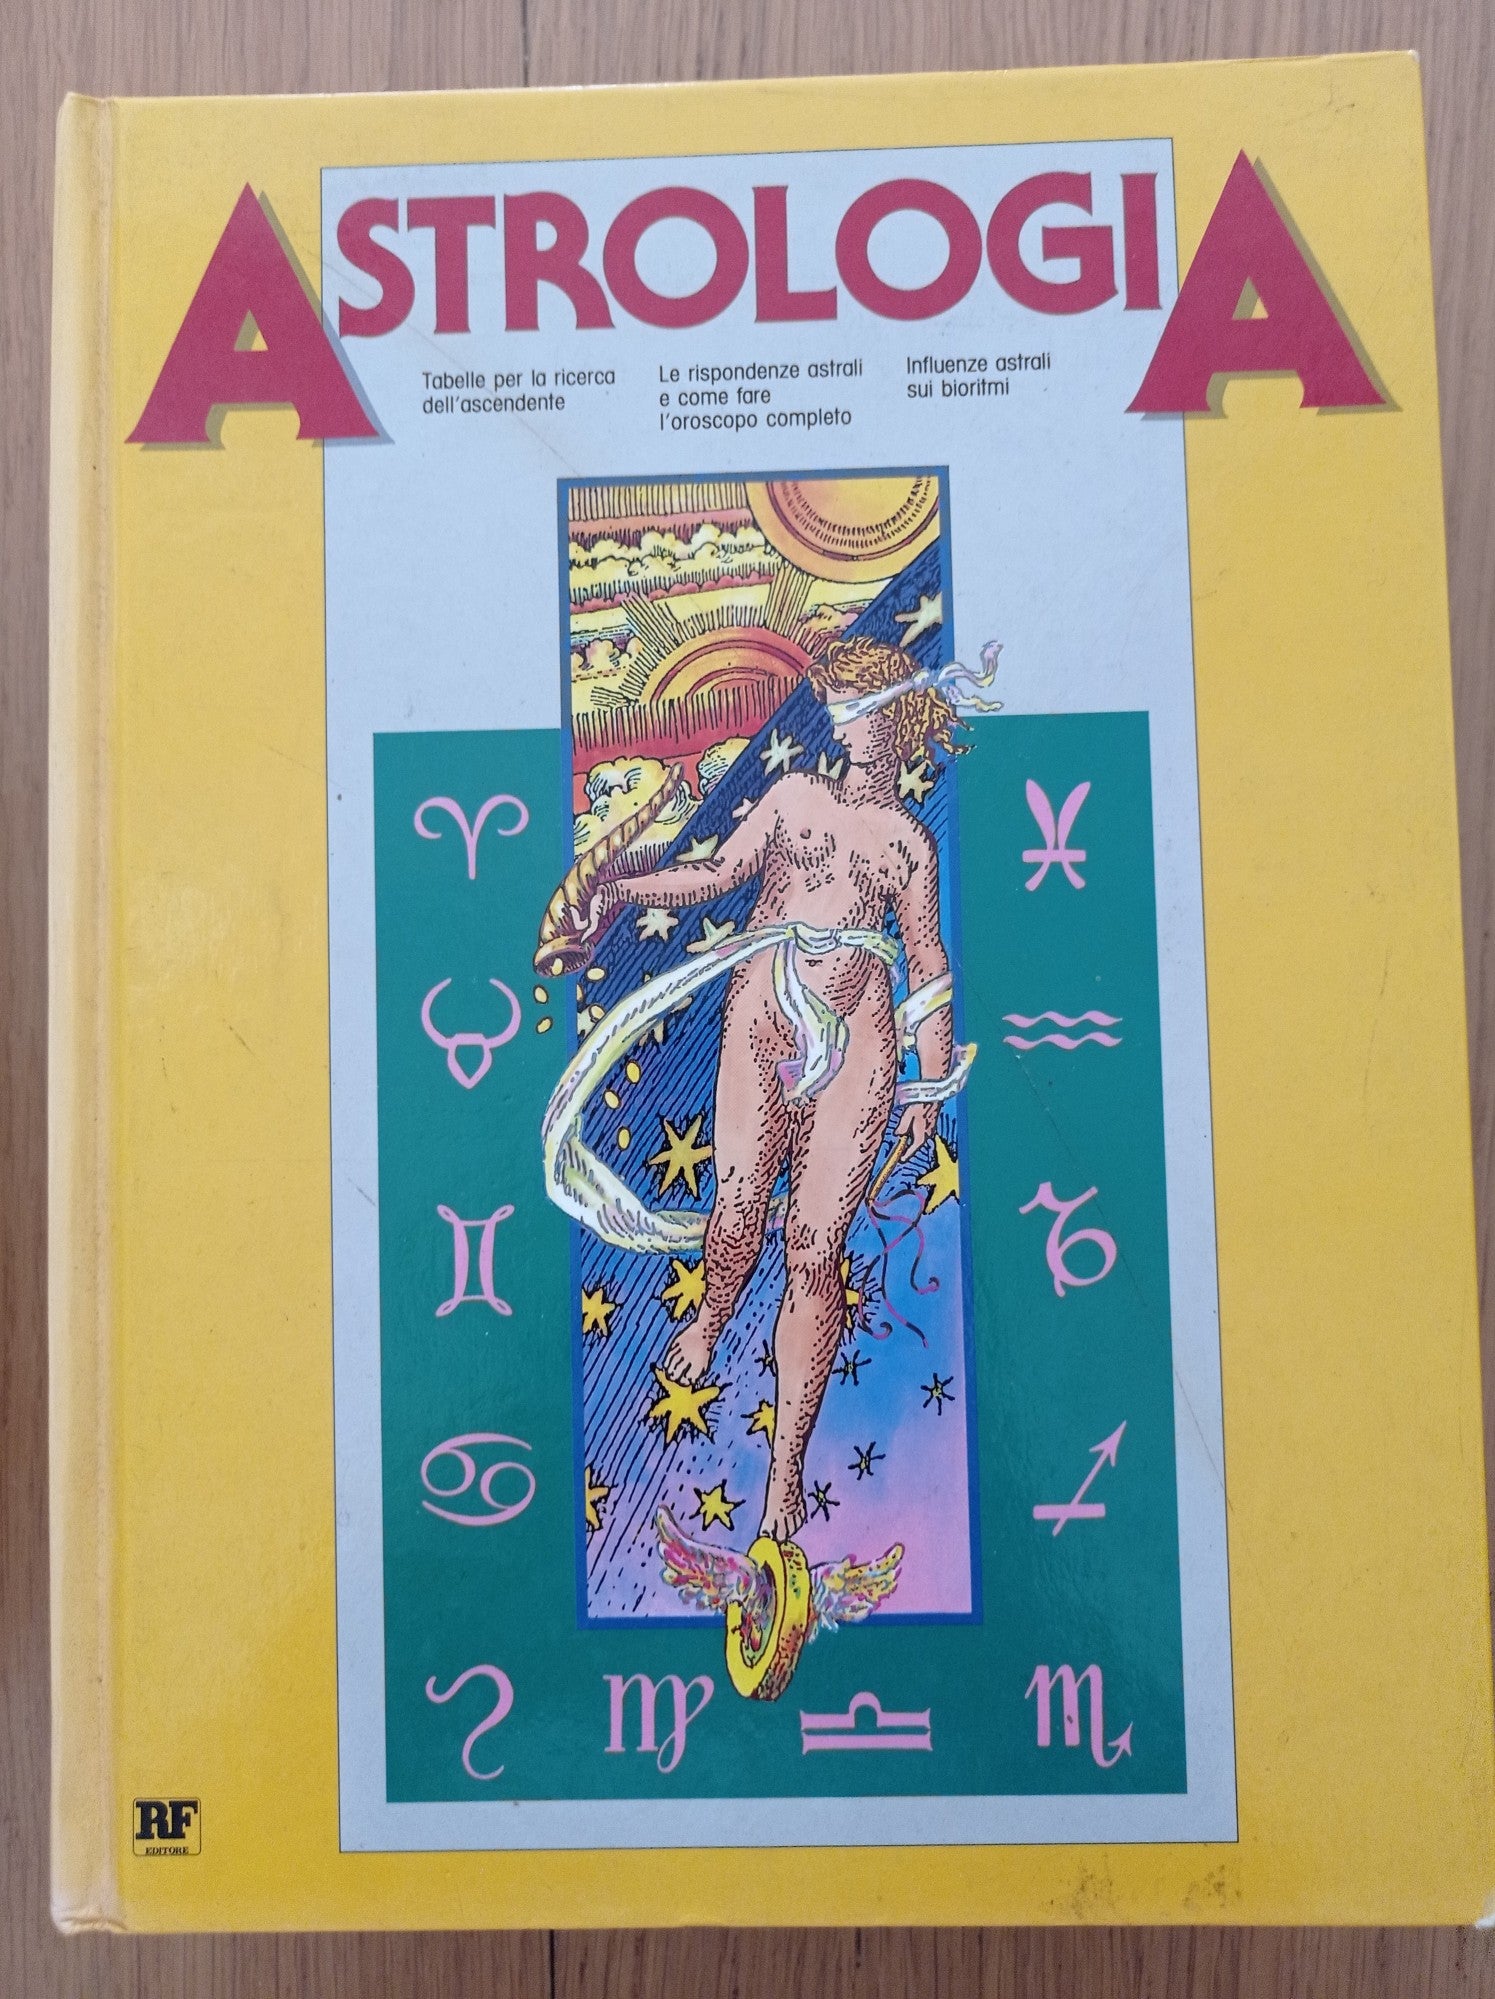 ASTROLOGIA
Tabelle per la ricerca
dell'ascendente
Le rispondenze astrali
e come fare
l'oroscopo completo
Influenze astrali
sui bioritmi
RF
EDITORE